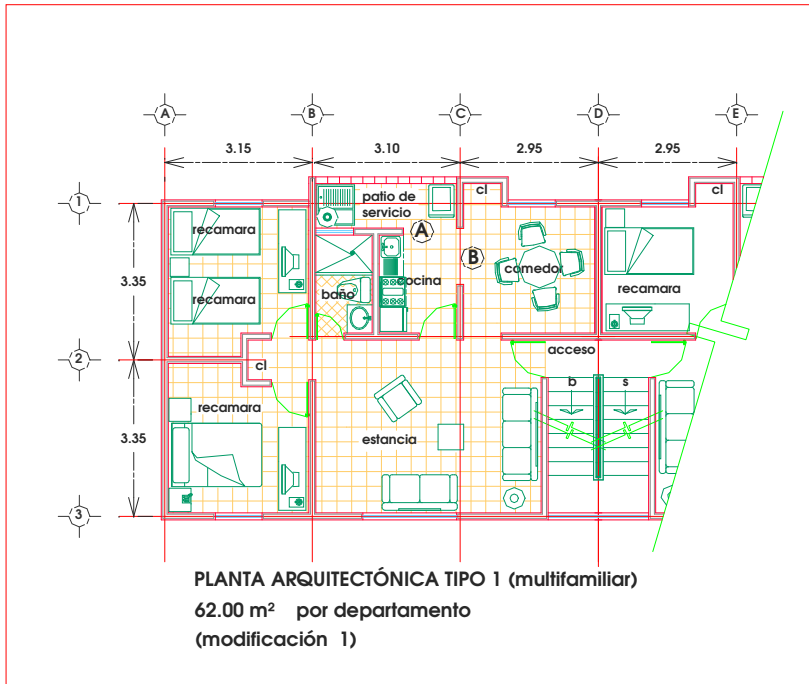 A B C D E
3.15 3.10 2.95 2.95
1
cl
cl
patio de
servicio
recamara
A
B
comedor
3.35
recamara
cocina
recamara
baño
2
acceso
cl
b
s
recamara
3.35
estancia
3
PLANTA ARQUITECTÓNICA TIPO 1 (multifamiliar)
62.00 m² por departamento
(modificación 1)